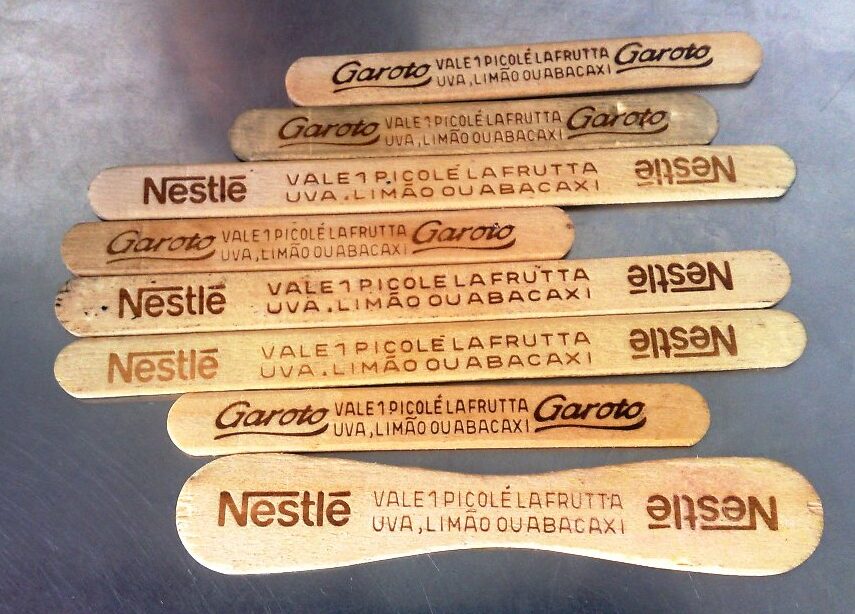 Garoto VALE 1 PICOLÉ LA FRUTTA Garoto
UVA, LIMÃO OU ABACAXI
Garoto VALE 1 PICOLÉ LA FRUTTA Garoto
UVA, LIMÃO OU ABACAXI
Nestlé VALE 1 PICOLÉ LA FRUTTA Nestlé
UVA, LIMÃO OU ABACAXI
Garoto VALE 1 PICOLÉ LA FRUTTA Garoto
UVA, LIMÃO OU ABACAXI
Nestlé VALE 1 PICOLÉ LA FRUTTA Nestlé
UVA, LIMÃO OU ABACAXI
Nestlé VALE 1 PICOLÉ LA FRUTTA Nestlé
UVA, LIMÃO OU ABACAXI
Garoto VALE 1 PICOLÉ LA FRUTTA Garoto
UVA, LIMÃO OU ABACAXI
Nestlé VALE 1 PICOLÉ LA FRUTTA Nestlé
UVA, LIMÃO OU ABACAXI